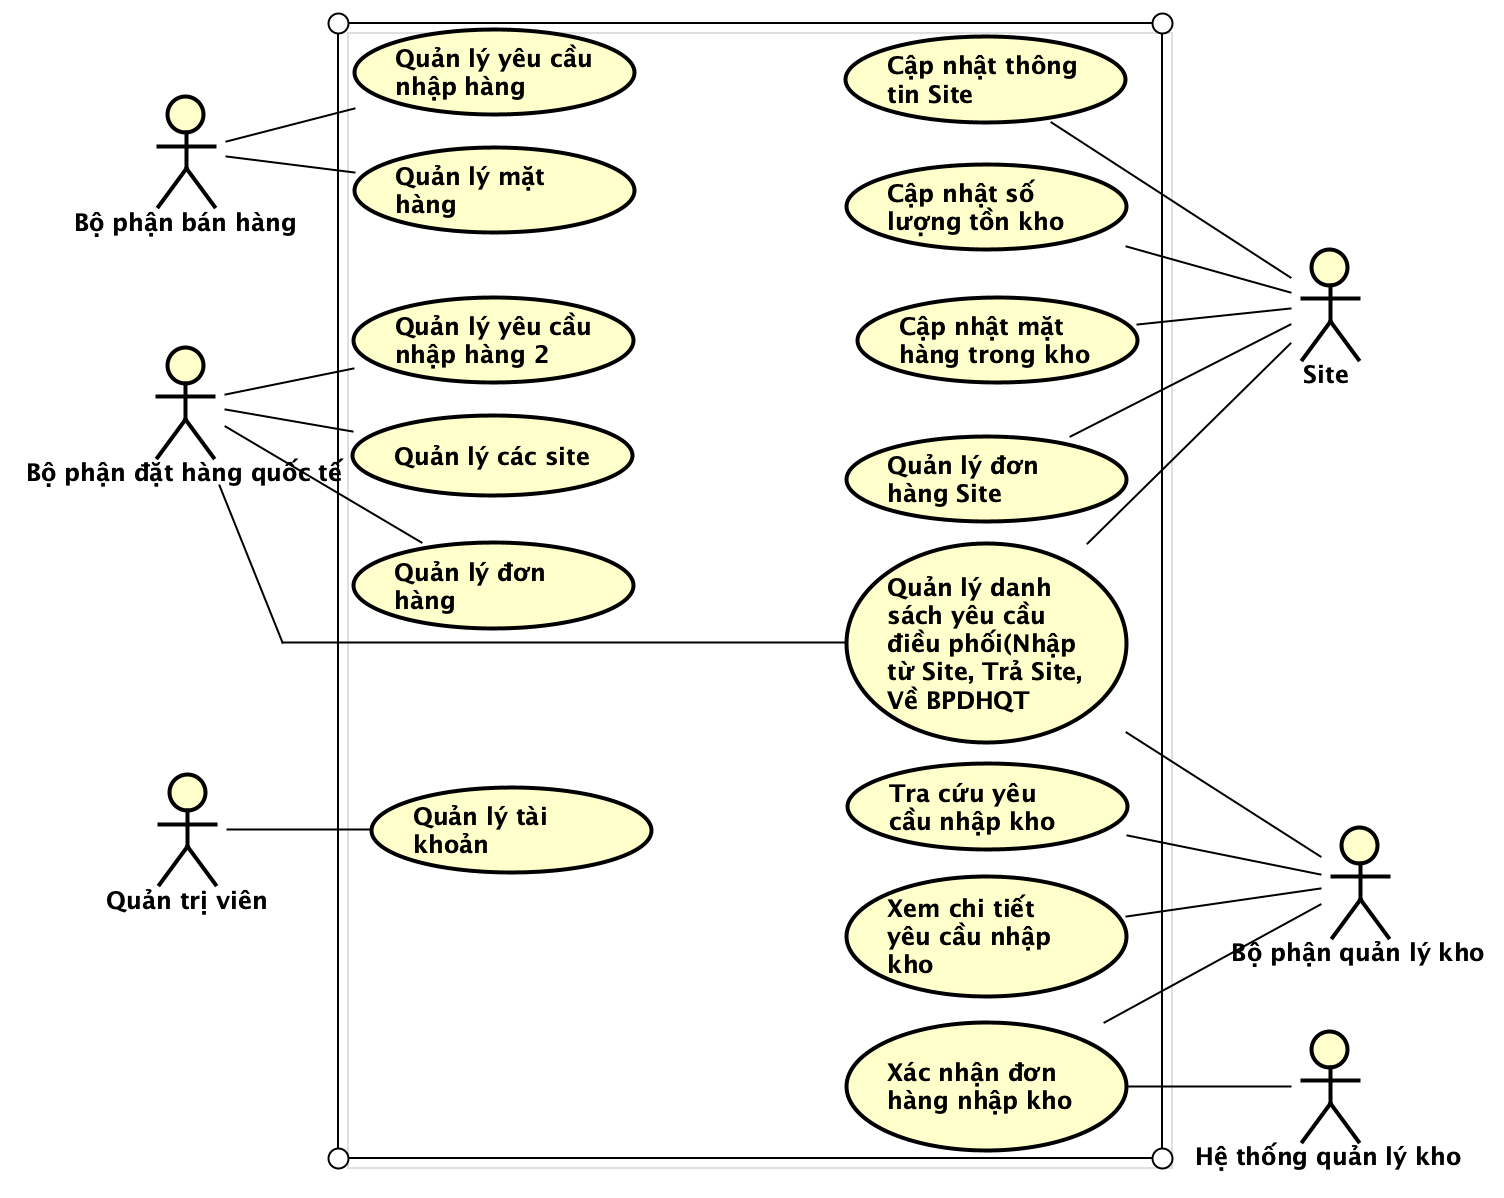 Quản lý yêu cầu
nhập hàng
Quản lý mặt
hàng
Bộ phận bán hàng
Quản lý yêu cầu
nhập hàng 2
Quản lý các site
Bộ phận đặt hàng quốc tế
Quản lý đơn
hàng
Quản lý tài
khoản
Quản trị viên
Cập nhật thông
tin Site
Cập nhật số
lượng tồn kho
Cập nhật mặt
hàng trong kho
Site
Quản lý đơn
hàng Site
Quản lý danh
sách yêu cầu
điều phối(Nhập
từ Site, Trả Site,
Về BPDHQT
Tra cứu yêu
cầu nhập kho
Xem chi tiết
yêu cầu nhập
kho
Bộ phận quản lý kho
Xác nhận đơn
hàng nhập kho
Hệ thống quản lý kho